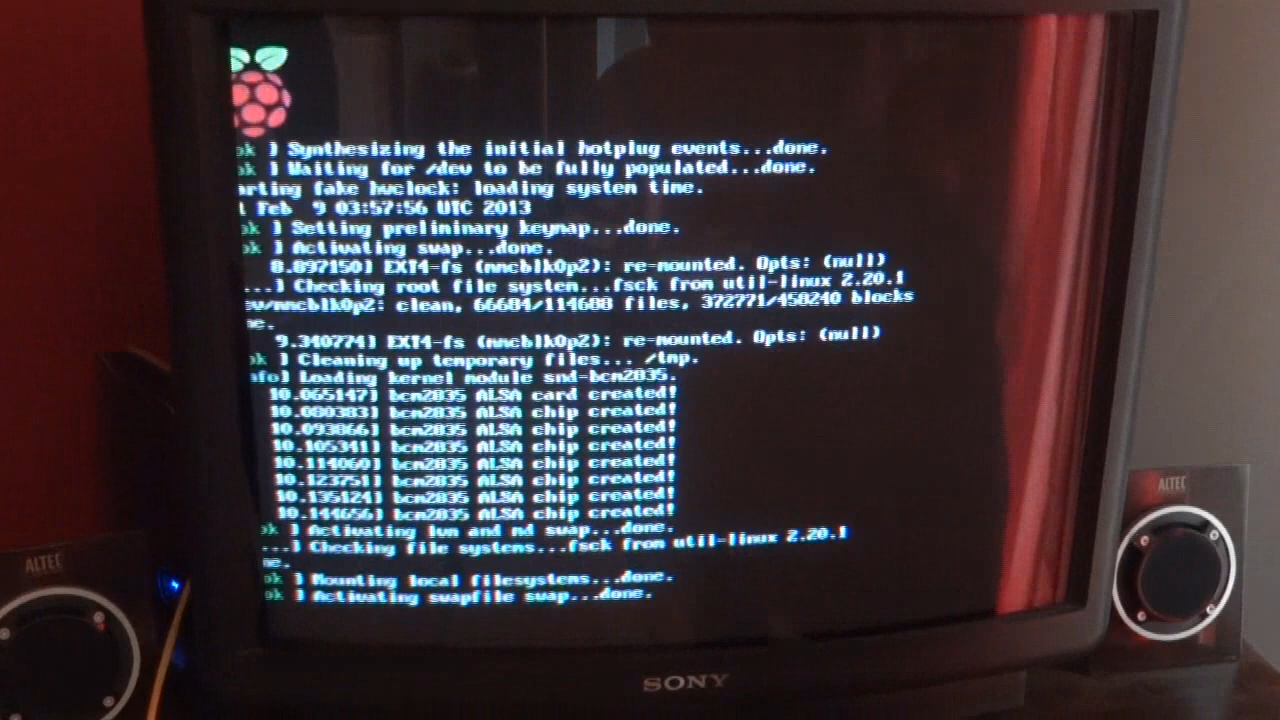 ok ] Synthesizing the initial hotplug events...done.
ok ] Waiting for /dev to be fully populated...done.
arting fake hwclock: loading system time.
Feb  9 03:57:56 UTC 2013
ok ] Setting preliminary keymap...done.
ok ] Activating swap...done.
8.897150] EXT4-fs (mmcblk0p2): re-mounted. Opts: (null)
...] Checking root file system...fsck from util-linux 2.20.1
ev/mmcblk0p2: clean, 66684/114688 files, 372771/458240 blocks
ne.
9.340774] EXT4-fs (mmcblk0p2): re-mounted. Opts: (null)
ok ] Cleaning up temporary files... /tmp.
nfo] Loading kernel module snd-bcm2835.
10.065147] bcm2835 ALSA card created!
10.080383] bcm2835 ALSA chip created!
10.093866] bcm2835 ALSA chip created!
10.105341] bcm2835 ALSA chip created!
10.114060] bcm2835 ALSA chip created!
10.123751] bcm2835 ALSA chip created!
10.135124] bcm2835 ALSA chip created!
10.144656] bcm2835 ALSA chip created!
ok ] Activating lvm and md swap...done.
...] Checking file systems...fsck from util-linux 2.20.1
ne.
ok ] Mounting local filesystems...done.
ok ] Activating swapfile swap...done.
SONY
ALTEC
ALTEC